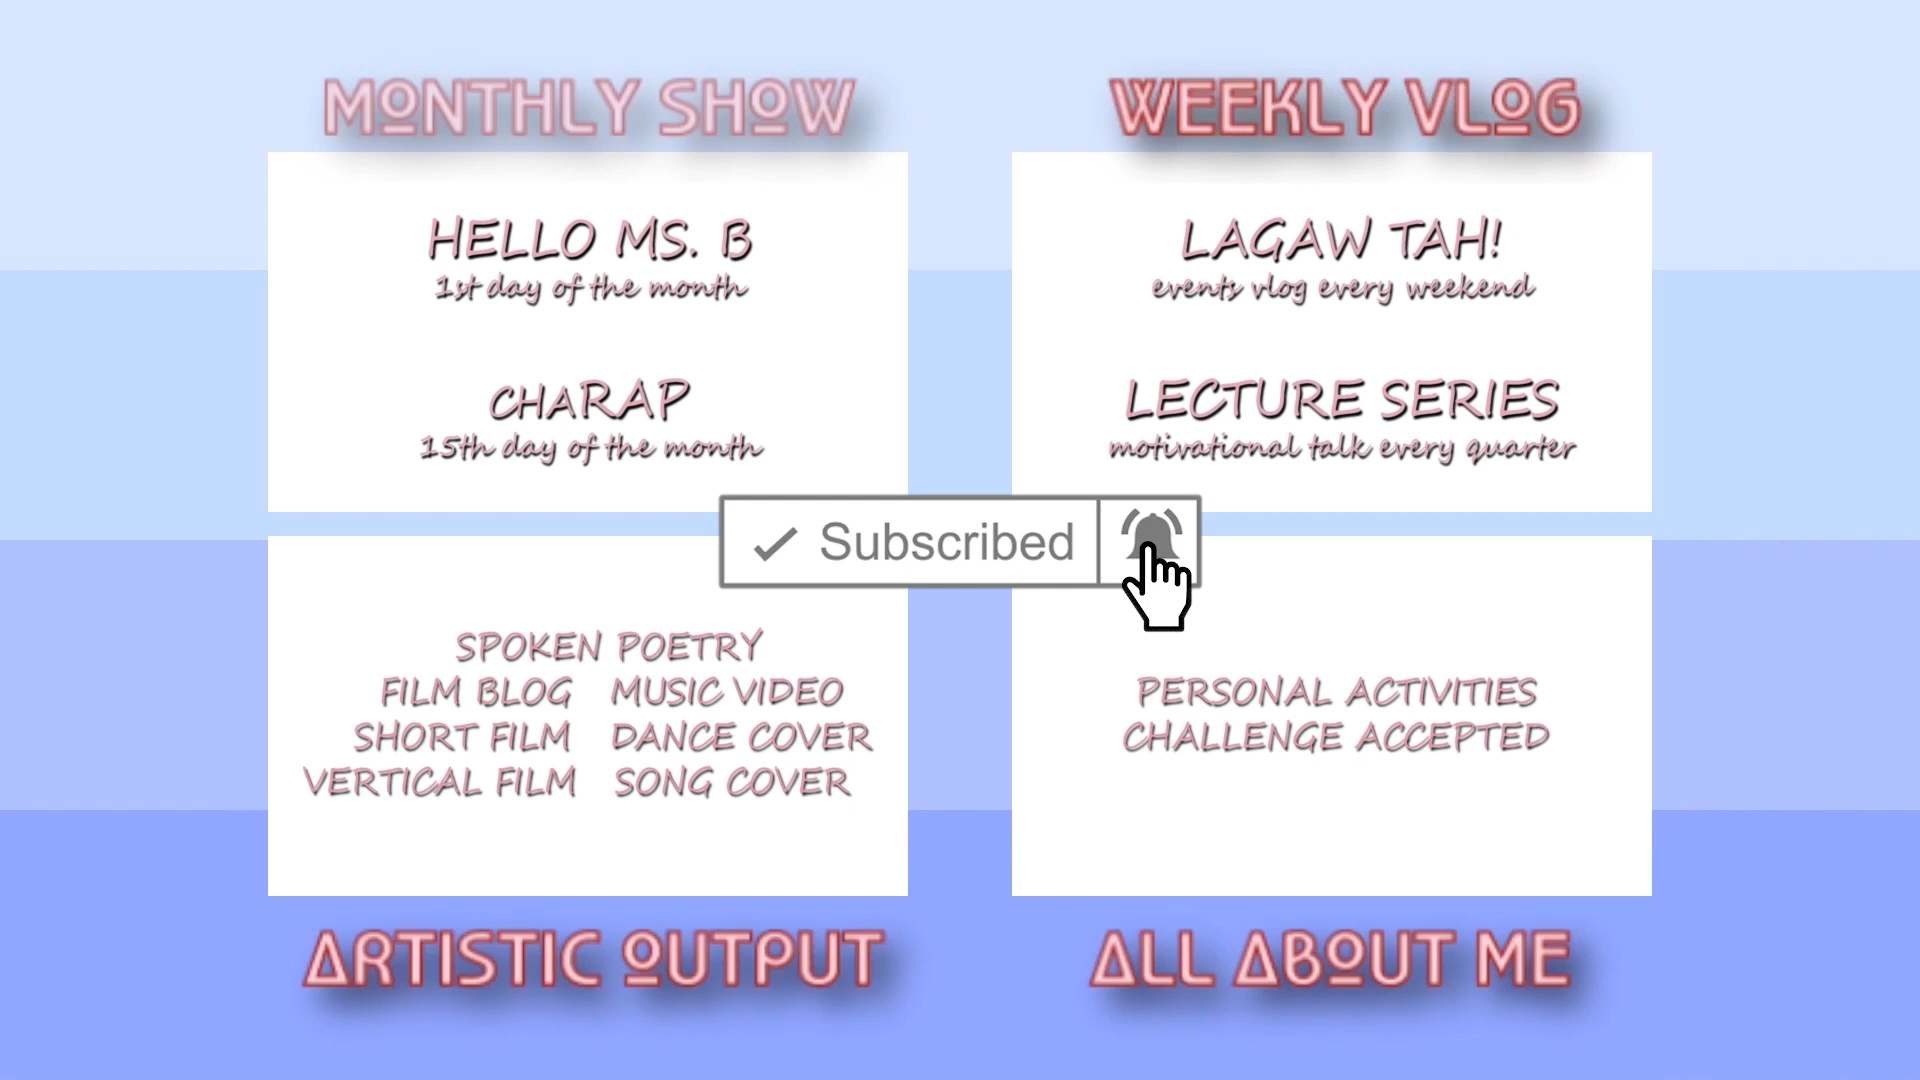 MONTHLY SHOW
HELLO MS. B
1st day of the month
CHARAP
15th day of the month
WEEKLY VLOG
LAGAW TAH!
events vlog every weekend
LECTURE SERIES
motivational talk every quarter
Subscribed
SPOKEN POETRY
FILM BLOG MUSIC VIDEO
SHORT FILM DANCE COVER
VERTICAL FILM SONG COVER
ARTISTIC OUTPUT
PERSONAL ACTIVITIES
CHALLENGE ACCEPTED
ALL ABOUT ME